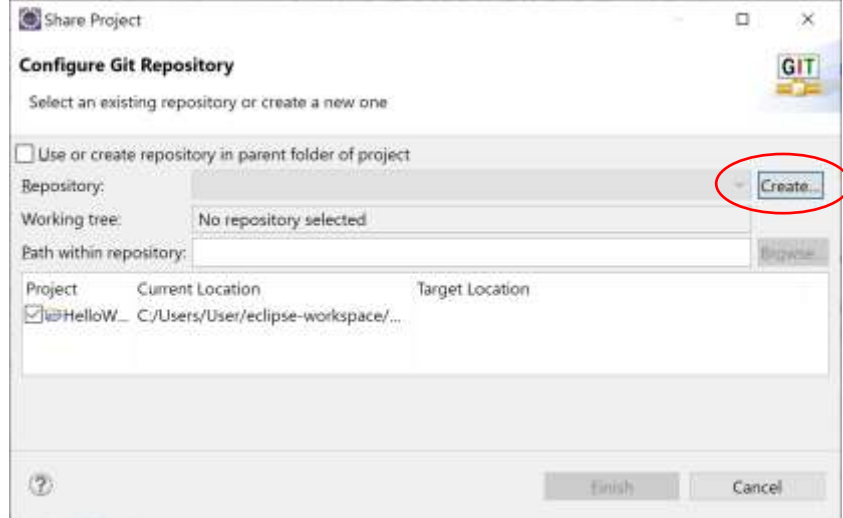 Share Project
Configure Git Repository
GIT
Select an existing repository or create a new one
Use or create repository in parent folder of project
Repository:
Create...
Working tree: No repository selected
Path within repository: Browse...
Project Current Location Target Location
HelloW... C:/Users/User/eclipse-workspace/...
?
Finish Cancel